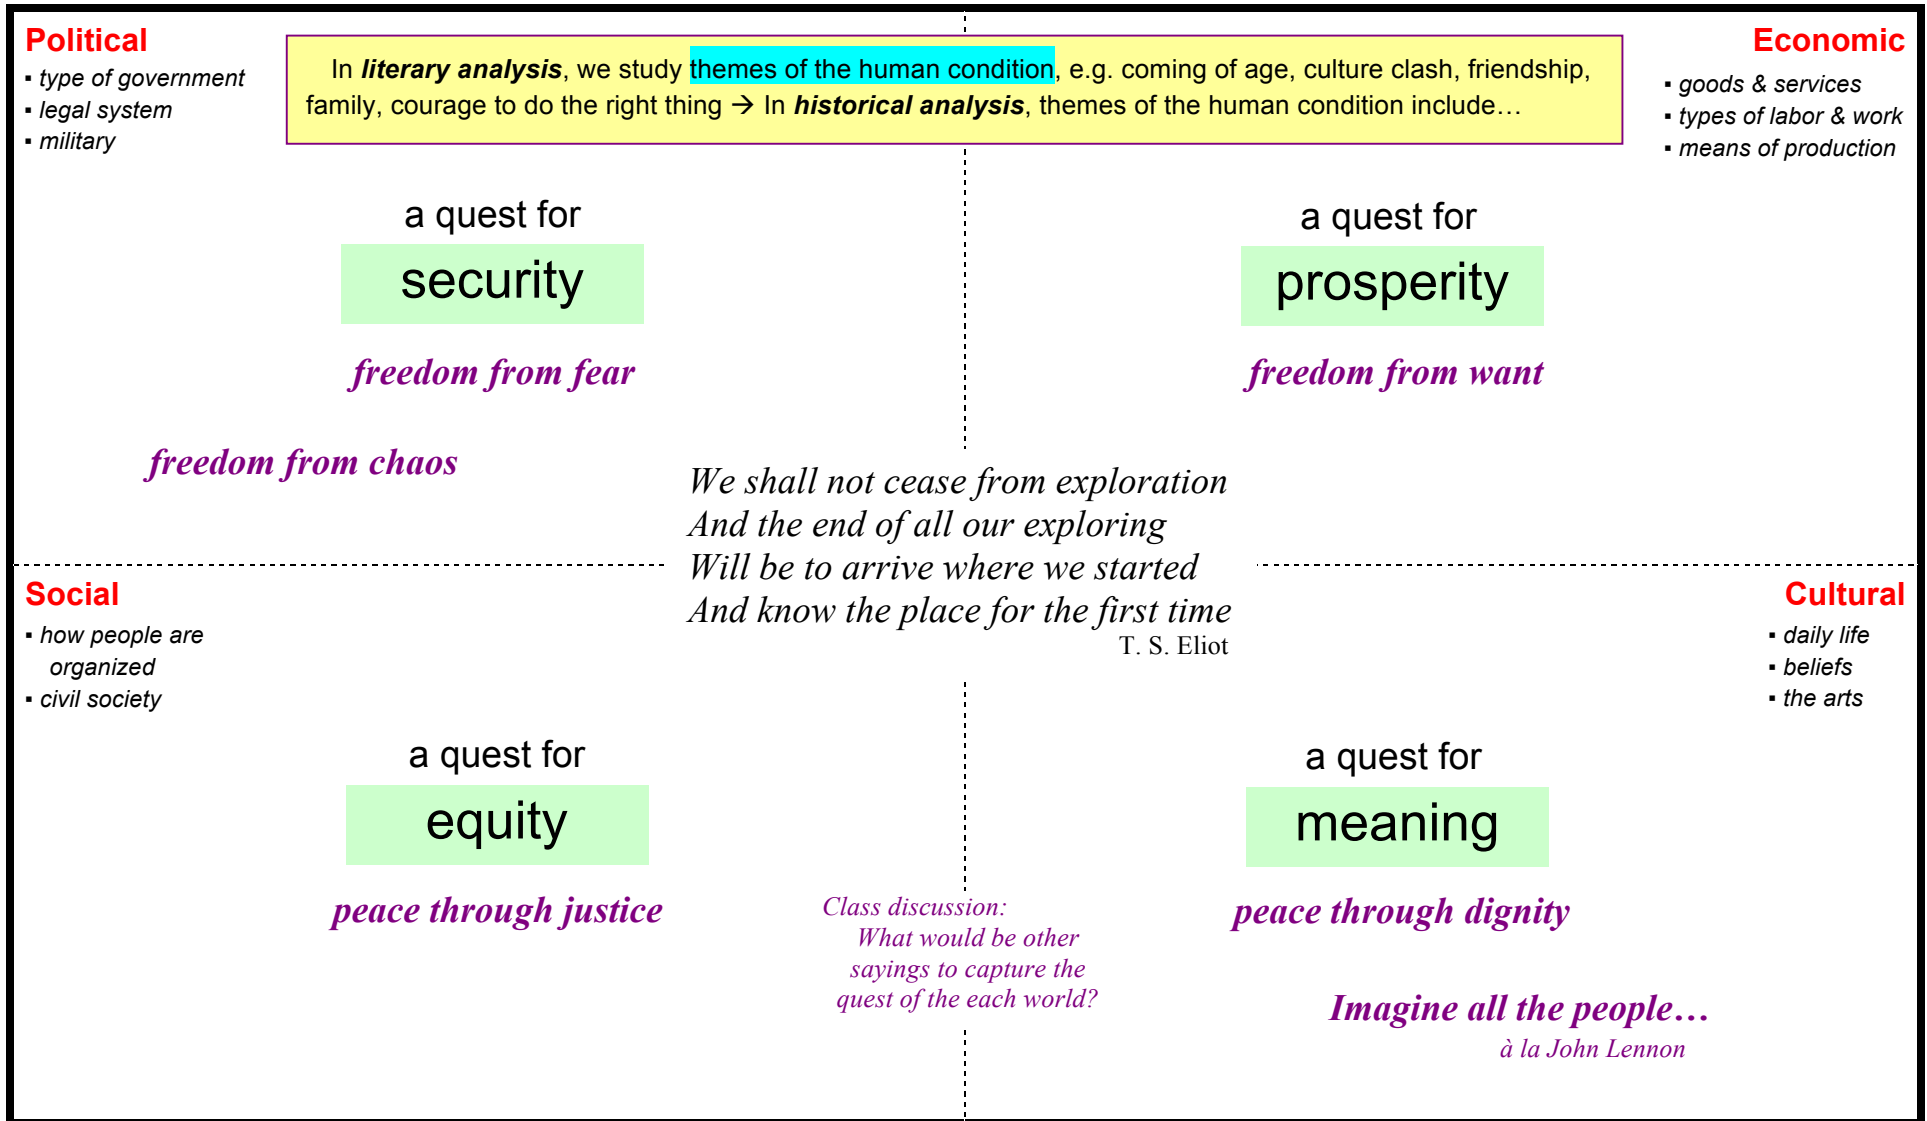 Political
▪ type of government
▪ legal system
▪ military
In literary analysis, we study themes of the human condition, e.g. coming of age, culture clash, friendship,
family, courage to do the right thing → In historical analysis, themes of the human condition include…
Economic
▪ goods & services
▪ types of labor & work
▪ means of production
a quest for
security
freedom from fear
freedom from chaos
a quest for
prosperity
freedom from want
We shall not cease from exploration
And the end of all our exploring
Will be to arrive where we started
And know the place for the first time
T. S. Eliot
Social
▪ how people are
organized
▪ civil society
a quest for
equity
peace through justice
Cultural
▪ daily life
▪ beliefs
▪ the arts
a quest for
meaning
peace through dignity
Class discussion:
What would be other
sayings to capture the
quest of the each world?
Imagine all the people…
à la John Lennon